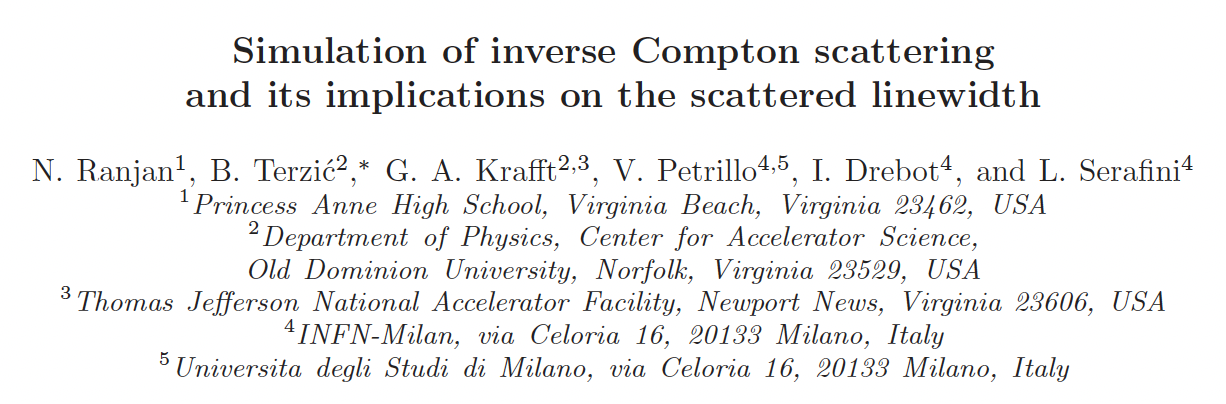 Simulation of inverse Compton scattering
and its implications on the scattered linewidth
N. Ranjan¹, B. Terzić²,* G. A. Krafft²,³, V. Petrillo⁴,⁵, I. Drebot⁴, and L. Serafini⁴
¹Princess Anne High School, Virginia Beach, Virginia 23462, USA
²Department of Physics, Center for Accelerator Science,
Old Dominion University, Norfolk, Virginia 23529, USA
³Thomas Jefferson National Accelerator Facility, Newport News, Virginia 23606, USA
⁴INFN-Milan, via Celoria 16, 20133 Milano, Italy
⁵Universita degli Studi di Milano, via Celoria 16, 20133 Milano, Italy